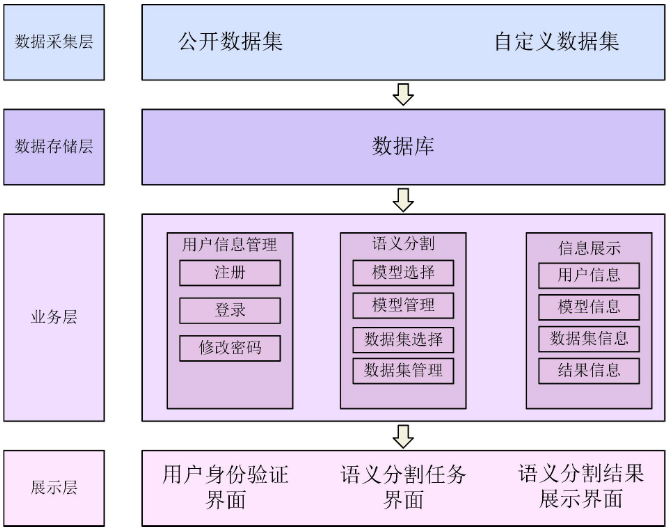 数据采集层
公开数据集
自定义数据集
数据存储层
数据库
业务层
用户信息管理
注册
登录
修改密码
语义分割
模型选择
模型管理
数据集选择
数据集管理
信息展示
用户信息
模型信息
数据集信息
结果信息
展示层
用户身份验证
界面
语义分割任务
界面
语义分割结果
展示界面